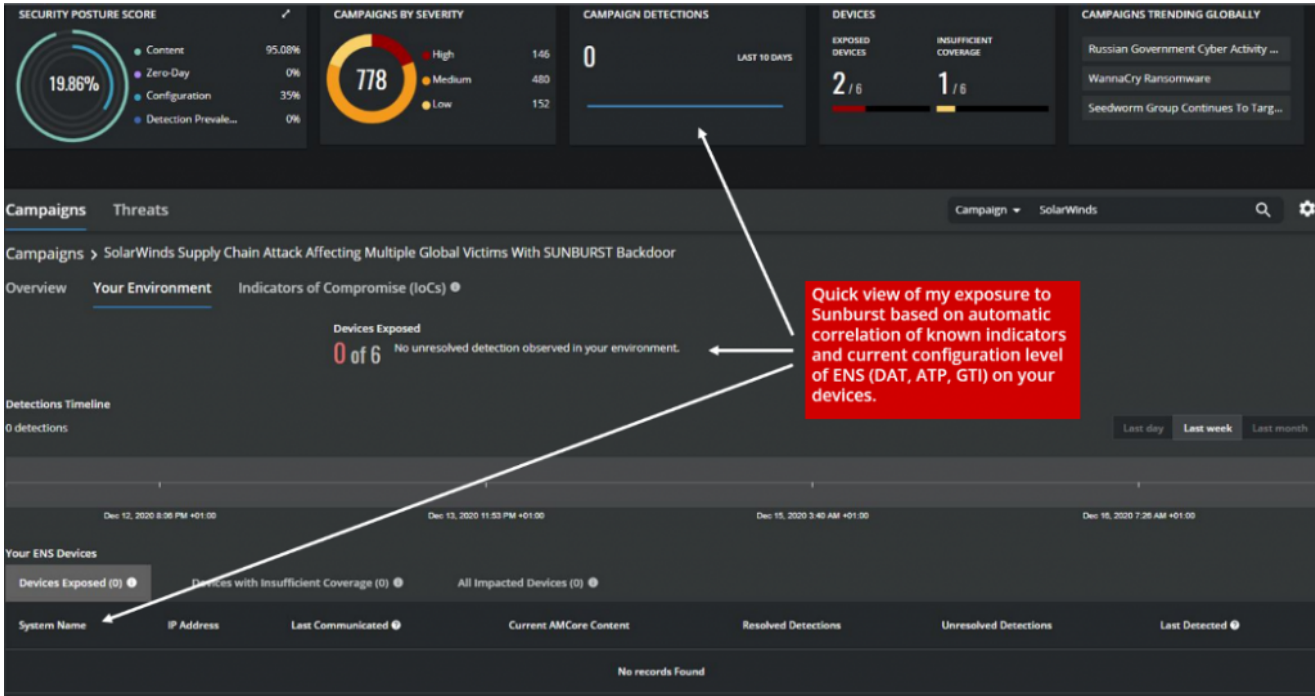 SECURITY POSTURE SCORE
19.86%
Content 95.08%
Zero-Day 0%
Configuration 35%
Detection Prevale... 0%
CAMPAIGNS BY SEVERITY
778
High 146
Medium 480
Low 152
CAMPAIGN DETECTIONS
0 LAST 10 DAYS
DEVICES
EXPOSED DEVICES
2 / 6
INSUFFICIENT COVERAGE
1 / 6
CAMPAIGNS TRENDING GLOBALLY
Russian Government Cyber Activity ...
WannaCry Ransomware
Seedworm Group Continues To Targ...
Campaigns Threats
Campaign SolarWinds
Campaigns > SolarWinds Supply Chain Attack Affecting Multiple Global Victims With SUNBURST Backdoor
Overview Your Environment Indicators of Compromise (IoCs)
Devices Exposed
0 of 6 No unresolved detection observed in your environment.
Quick view of my exposure to
Sunburst based on automatic
correlation of known indicators
and current configuration level
of ENS (DAT, ATP, GTI) on your
devices.
Detections Timeline
0 detections
Last day Last week Last month
Dec 12, 2020 8:06 PM +01:00 Dec 13, 2020 11:53 PM +01:00 Dec 15, 2020 3:40 AM +01:00 Dec 16, 2020 7:26 AM +01:00
Your ENS Devices
Devices Exposed (0) Devices with Insufficient Coverage (0) All Impacted Devices (0)
System Name IP Address Last Communicated Current AMCore Content Resolved Detections Unresolved Detections Last Detected
No records Found